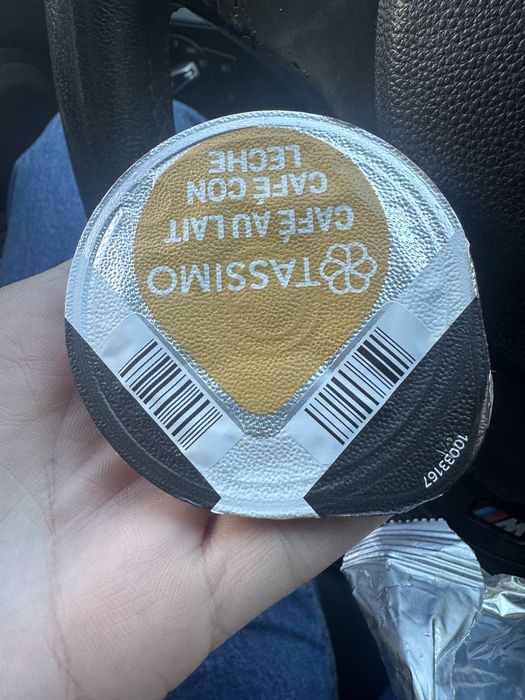 TASSIMO
CAFÉ AU LAIT
CAFÉ CON
LECHE
10033167
M